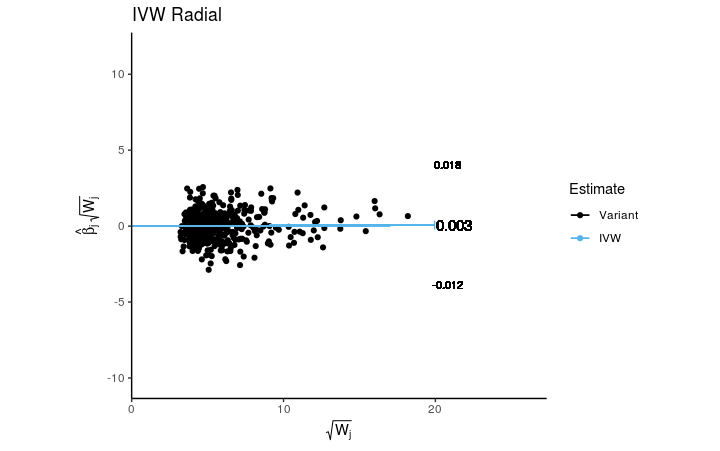 IVW Radial
10
5
0
-5
-10
β̂j√Wj
0
10
20
√Wj
0.018
0.003
-0.012
Estimate
Variant
IVW